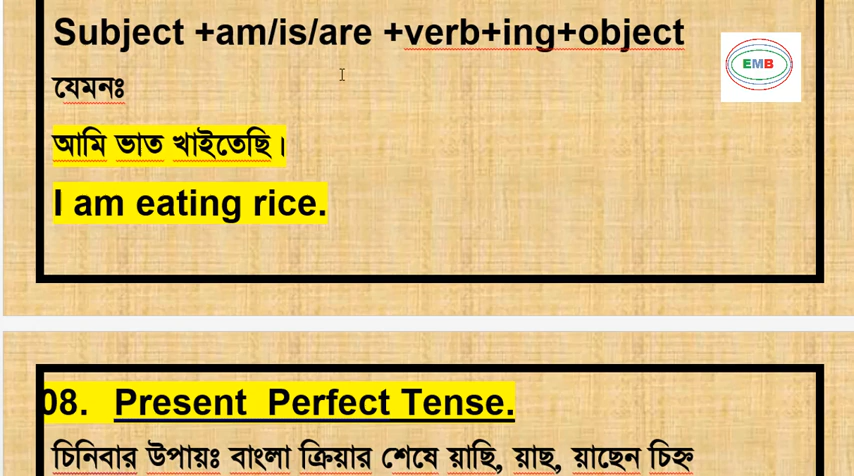 Subject +am/is/are +verb+ing+object
EMB
যেমনঃ
আমি ভাত খাইতেছি।
I am eating rice.
08. Present Perfect Tense.
চিনিবার উপায়ঃ বাংলা ক্রিয়ার শেষে য়াছি, য়াছ, য়াছেন চিহ্ন